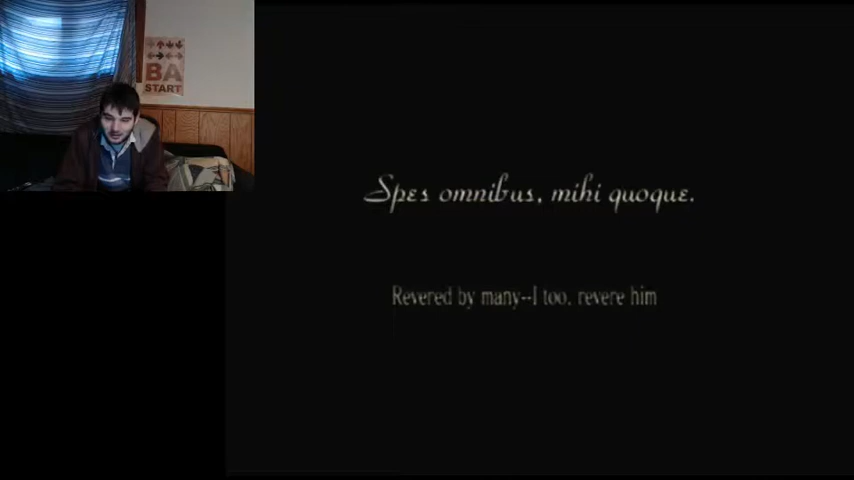 BA
START
Spes omnibus, mihi quoque.
Revered by many--I too, revere him